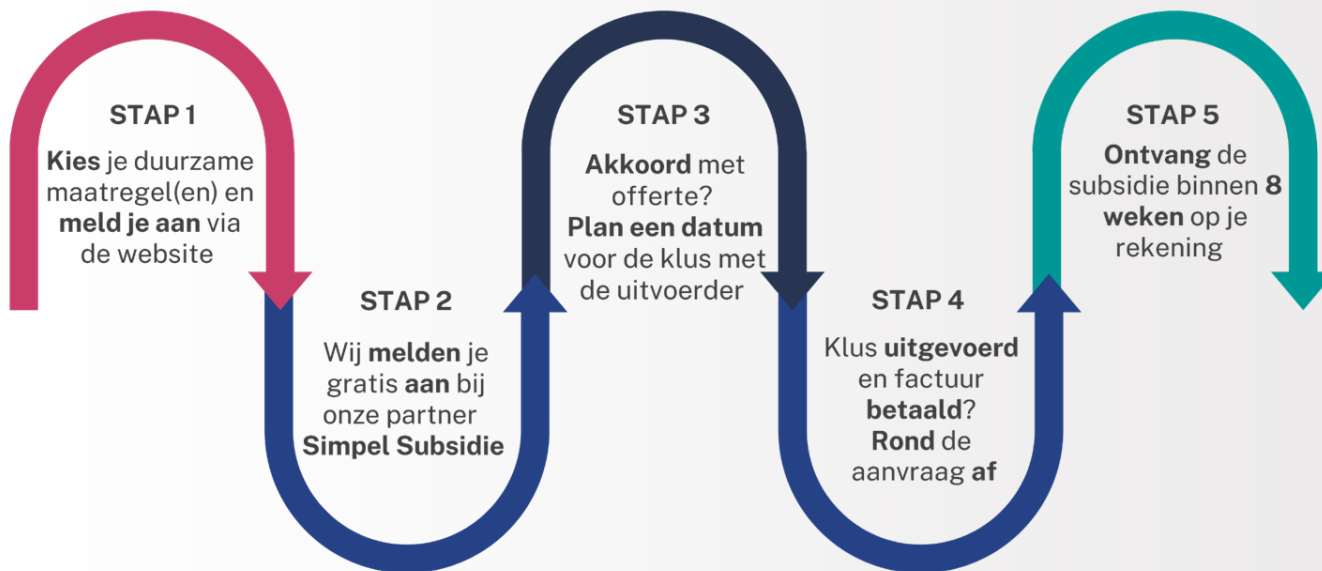 STAP 1
Kies je duurzame
maatregel(en) en
meld je aan via
de website
STAP 2
Wij melden je
gratis aan bij
onze partner
Simpel Subsidie
STAP 3
Akkoord met
offerte?
Plan een datum
voor de klus met
de uitvoerder
STAP 4
Klus uitgevoerd
en factuur
betaald?
Rond de
aanvraag af
STAP 5
Ontvang de
subsidie binnen 8
weken op je
rekening